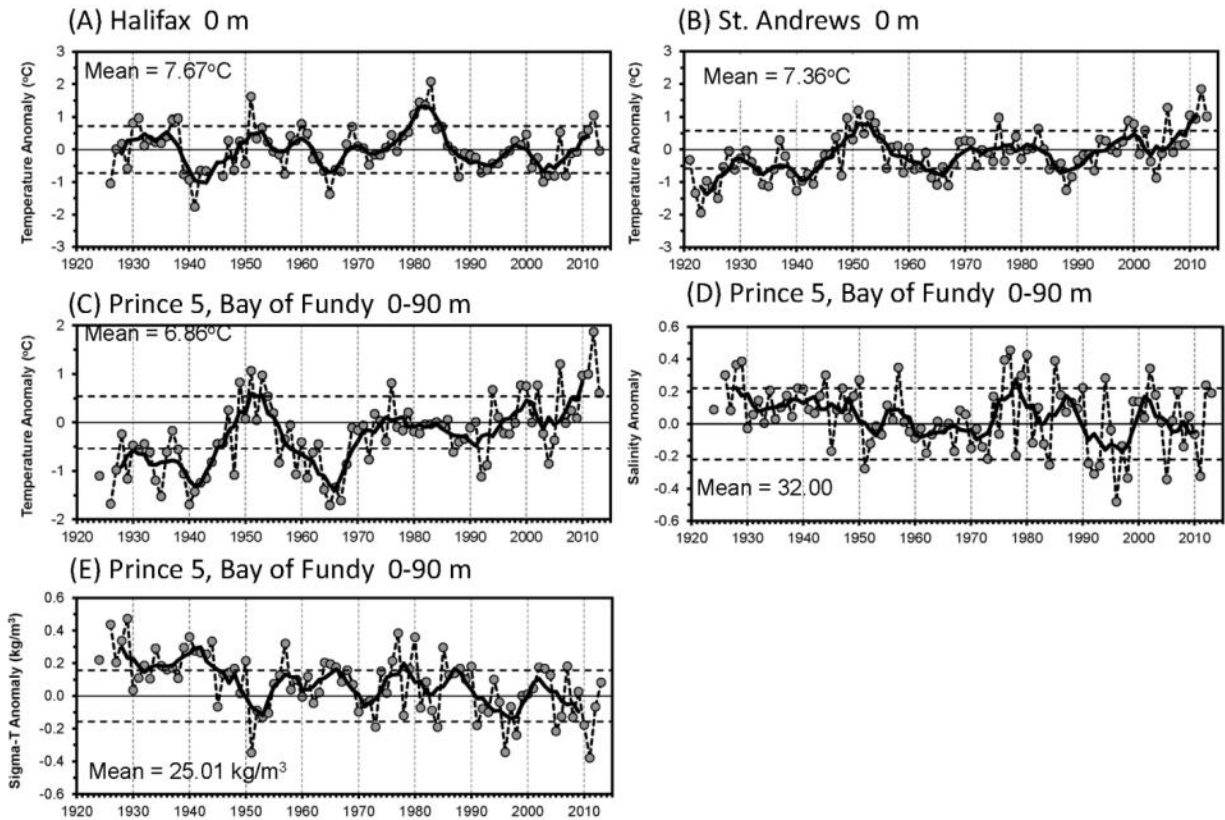 (A) Halifax 0 m
Temperature Anomaly (°C)
3
2
1
0
-1
-2
-3
Mean = 7.67°C
1920 1930 1940 1950 1960 1970 1980 1990 2000 2010
(B) St. Andrews 0 m
Temperature Anomaly (°C)
3
2
1
0
-1
-2
-3
Mean = 7.36°C
1920 1930 1940 1950 1960 1970 1980 1990 2000 2010
(C) Prince 5, Bay of Fundy 0-90 m
Temperature Anomaly (°C)
2
1
0
-1
-2
Mean = 6.86°C
1920 1930 1940 1950 1960 1970 1980 1990 2000 2010
(D) Prince 5, Bay of Fundy 0-90 m
Salinity Anomaly
0.6
0.4
0.2
0.0
-0.2
-0.4
-0.6
Mean = 32.00
1920 1930 1940 1950 1960 1970 1980 1990 2000 2010
(E) Prince 5, Bay of Fundy 0-90 m
Sigma-T Anomaly (kg/m³)
0.6
0.4
0.2
0.0
-0.2
-0.4
-0.6
Mean = 25.01 kg/m³
1920 1930 1940 1950 1960 1970 1980 1990 2000 2010